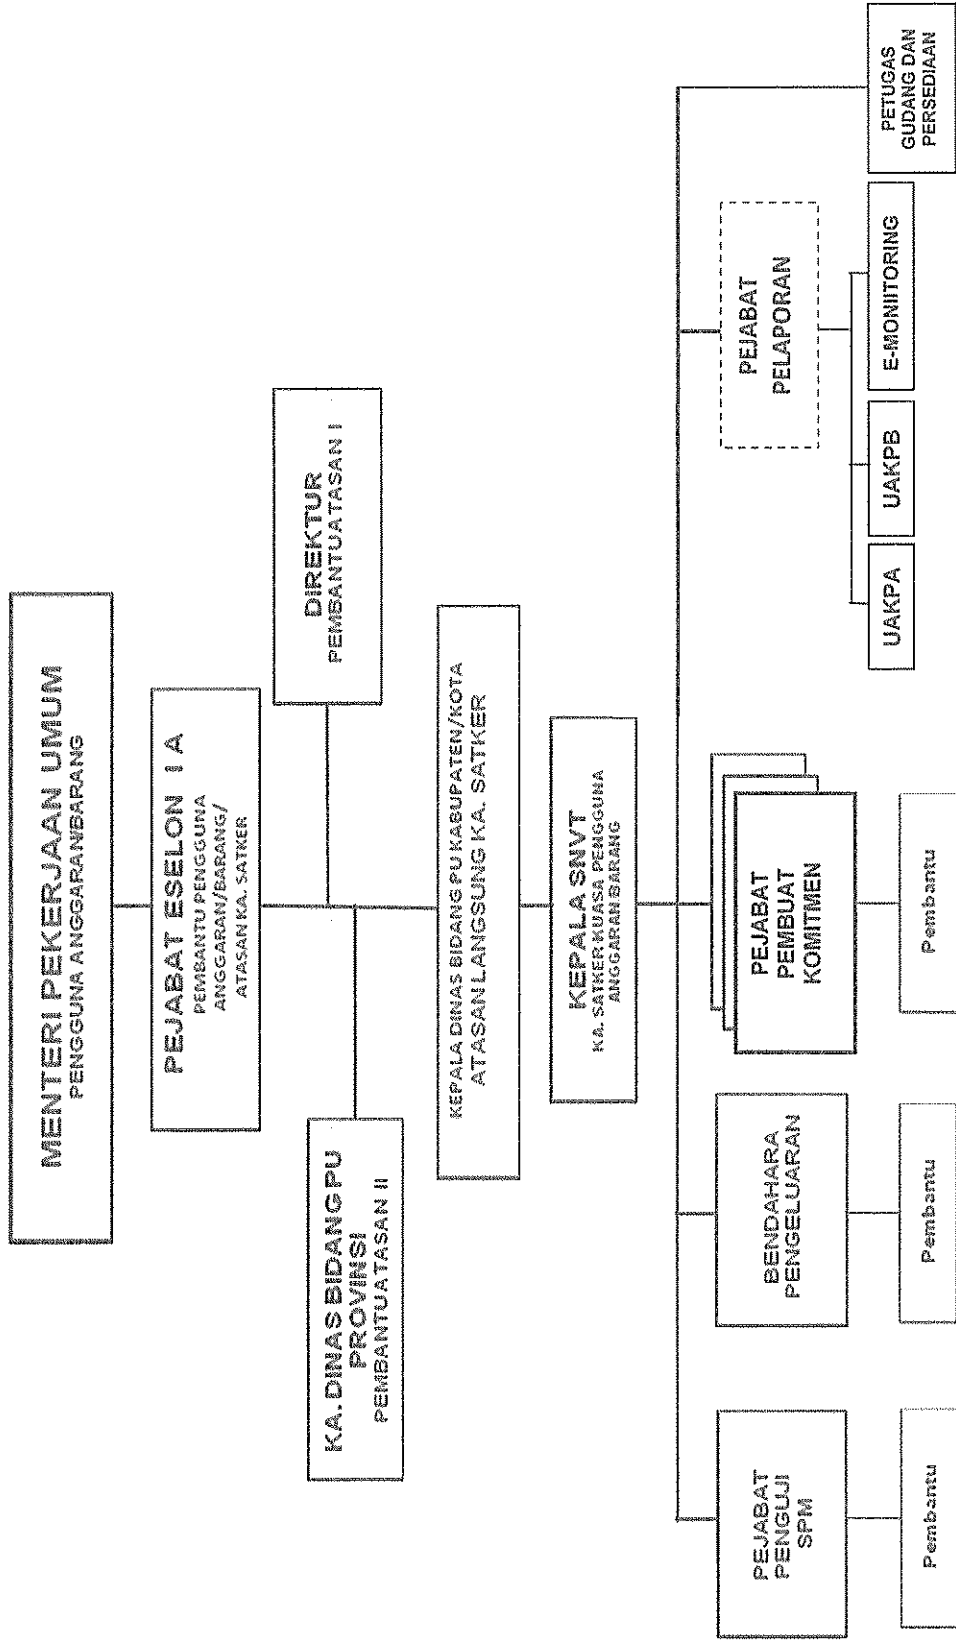 MENTERI PEKERJAAN UMUM
PENGGUNA ANGGARAN/BARANG
PEJABAT ESELON I A
PEMBANTU PENGGUNA
ANGGARAN/BARANG/
ATASAN KA. SATKER
DIREKTUR
PEMBANTU ATASAN I
KA. DINAS BIDANG PU
PROVINSI
PEMBANTU ATASAN II
KEPALA DINAS BIDANG PU KABUPATEN/KOTA
ATASAN LANGSUNG KA. SATKER
KEPALA SNVT
KA. SATKER KUASA PENGGUNA
ANGGARAN/BARANG
PEJABAT
PENGUJI
SPM
BENDAHARA
PENGELUARAN
PEJABAT
PEMBUAT
KOMITMEN
PEJABAT
PELAPORAN
PETUGAS
GUDANG DAN
PERSEDIAAN
Pembantu
Pembantu
Pembantu
UAKPA
UAKPB
E-MONIITORING